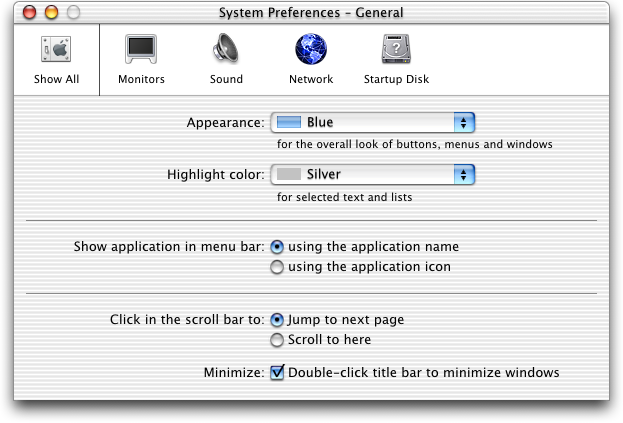 System Preferences – General
Show All
Monitors
Sound
Network
Startup Disk
Appearance: Blue
for the overall look of buttons, menus and windows
Highlight color: Silver
for selected text and lists
Show application in menu bar: using the application name
using the application icon
Click in the scroll bar to: Jump to next page
Scroll to here
Minimize: Double-click title bar to minimize windows